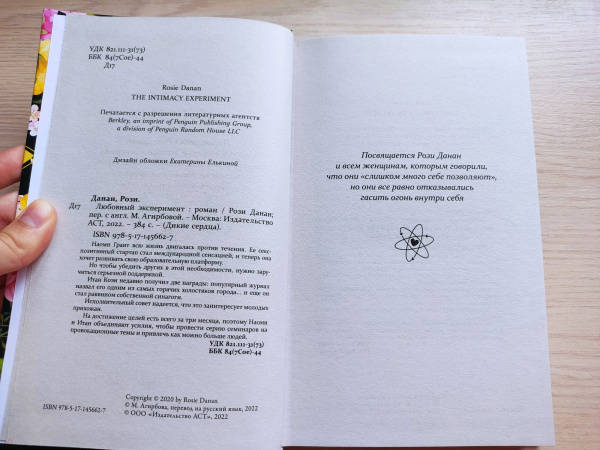 УДК 821.111-31(73)
ББК 84(7Сое)-44
Д17
Rosie Danan
THE INTIMACY EXPERIMENT
Печатается с разрешения литературных агентств
Berkley, an imprint of Penguin Publishing Group,
a division of Penguin Random House LLC
Дизайн обложки Екатерины Елькиной
Данан, Рози.
Д17 Любовный эксперимент : роман / Рози Данан;
пер. с англ. М. Агирбовой. – Москва: Издательство
АСТ, 2022. – 384 с. – (Дикие сердца).
ISBN 978-5-17-145662-7
Наоми Грант всю жизнь двигалась против течения. Ее секс-
позитивный стартап стал международной сенсацией, и теперь она
хочет развивать свою образовательную платформу.
Но чтобы убедить других в этой необходимости, нужно зару-
читься серьезной поддержкой.
Итан Коэн недавно получил две награды: популярный журнал
назвал его одним из самых горячих холостяков города... и еще он
стал раввином собственной синагоги.
Исполнительный совет надеется, что это заинтересует молодых
прихожан.
На достижение целей есть всего за три месяца, поэтому Наоми
и Итан объединяют усилия, чтобы провести серию семинаров на
провокационные темы и привлечь как можно больше людей.
УДК 821.111-31(73)
ББК 84(7Сое)-44
Copyright © 2020 by Rosie Danan
© М. Агирбова, перевод на русский язык, 2022
ISBN 978-5-17-145662-7 © ООО «Издательство АСТ», 2022
Посвящается Рози Данан
и всем женщинам, которым говорили,
что они «слишком много себе позволяют»,
но они все равно отказывались
гасить огонь внутри себя